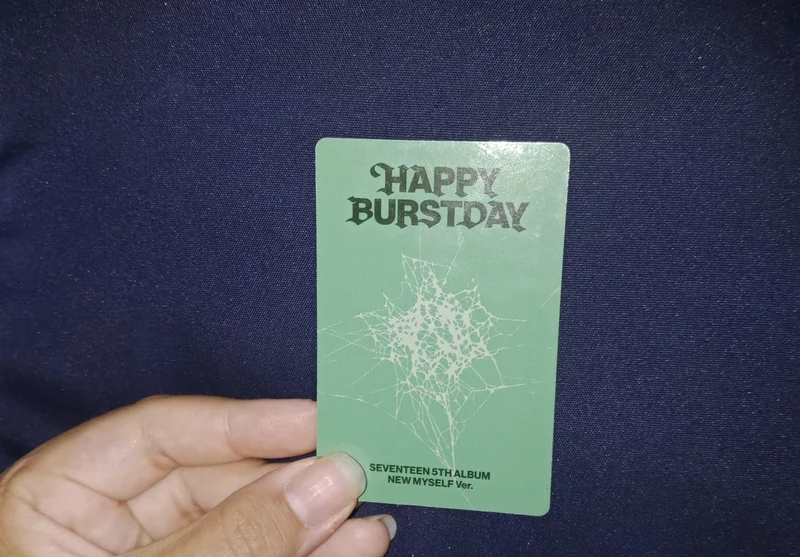 HAPPY
BURSTDAY
SEVENTEEN 5TH ALBUM
NEW MYSELF Ver.